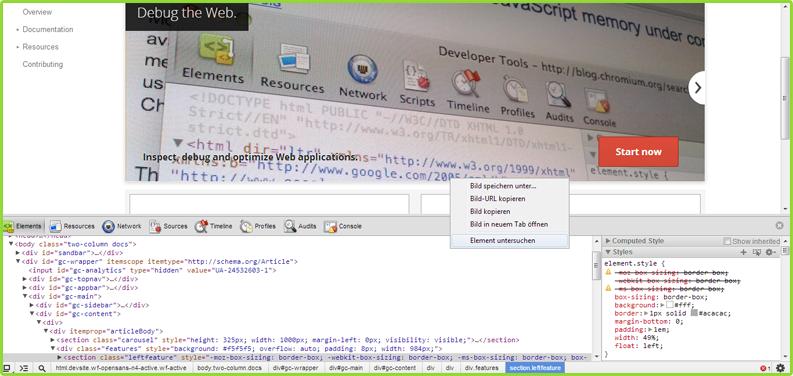 Overview
Documentation
Resources
Contributing
Debug the Web.
JavaScript memory under
Developer Tools - http://blog.chromium.org/sear
Elements
Resources
Network
Scripts
Timeline
Profiles
Audits
Console
<!DOCTYPE html PUBLIC "-//W3C//DTD XHTML 1.0
Strict//EN" "http://www.w3.org/TR/xhtml1/DTD/xhtml1-
strict.dtd">
<html dir="ltr" xmlns="http://www.w3.org/1999/xhtml"
Inspect, debug and optimize Web applications.
Start now
element.style {
Bild speichern unter...
Bild-URL kopieren
Bild kopieren
Bild in neuem Tab öffnen
Element untersuchen
Elements Resources Network Sources Timeline Profiles Audits Console
<body class="two-column docs">
<div id="sandbar">…</div>
<div id="gc-wrapper" itemscope itemtype="http://schema.org/Article">
<input id="gc-analytics" type="hidden" value="UA-24532603-1">
<div id="gc-topnav">…</div>
<div id="gc-appbar">…</div>
<div id="gc-main">
<div id="gc-sidebar">…</div>
<div id="gc-content">
<div>
<div itemprop="articleBody">
<section class="carousel" style="height: 325px; width: 1000px; margin-left: 0px; visibility: visible;">…</section>
<div class="features" style="background: #f5f5f5; overflow: auto; padding: 8px; width: 984px;">
<section class="leftfeature" style="-moz-box-sizing: border-box; -webkit-box-sizing: border-box; -ms-box-sizing: border-box; box-
Computed Style Show inherited
Styles
element.style {
-moz-box-sizing: border-box;
-webkit-box-sizing: border-box;
-ms-box-sizing: border-box;
box-sizing: border-box;
background: #fff;
border: 1px solid #acacac;
margin-bottom: 0;
padding: 1em;
width: 49%;
float: left;
}
html.devsite.wf-opensans-n4-active.wf-active body.two-column.docs div#gc-wrapper div#gc-main div#gc-content div div div.features section.leftfeature
1